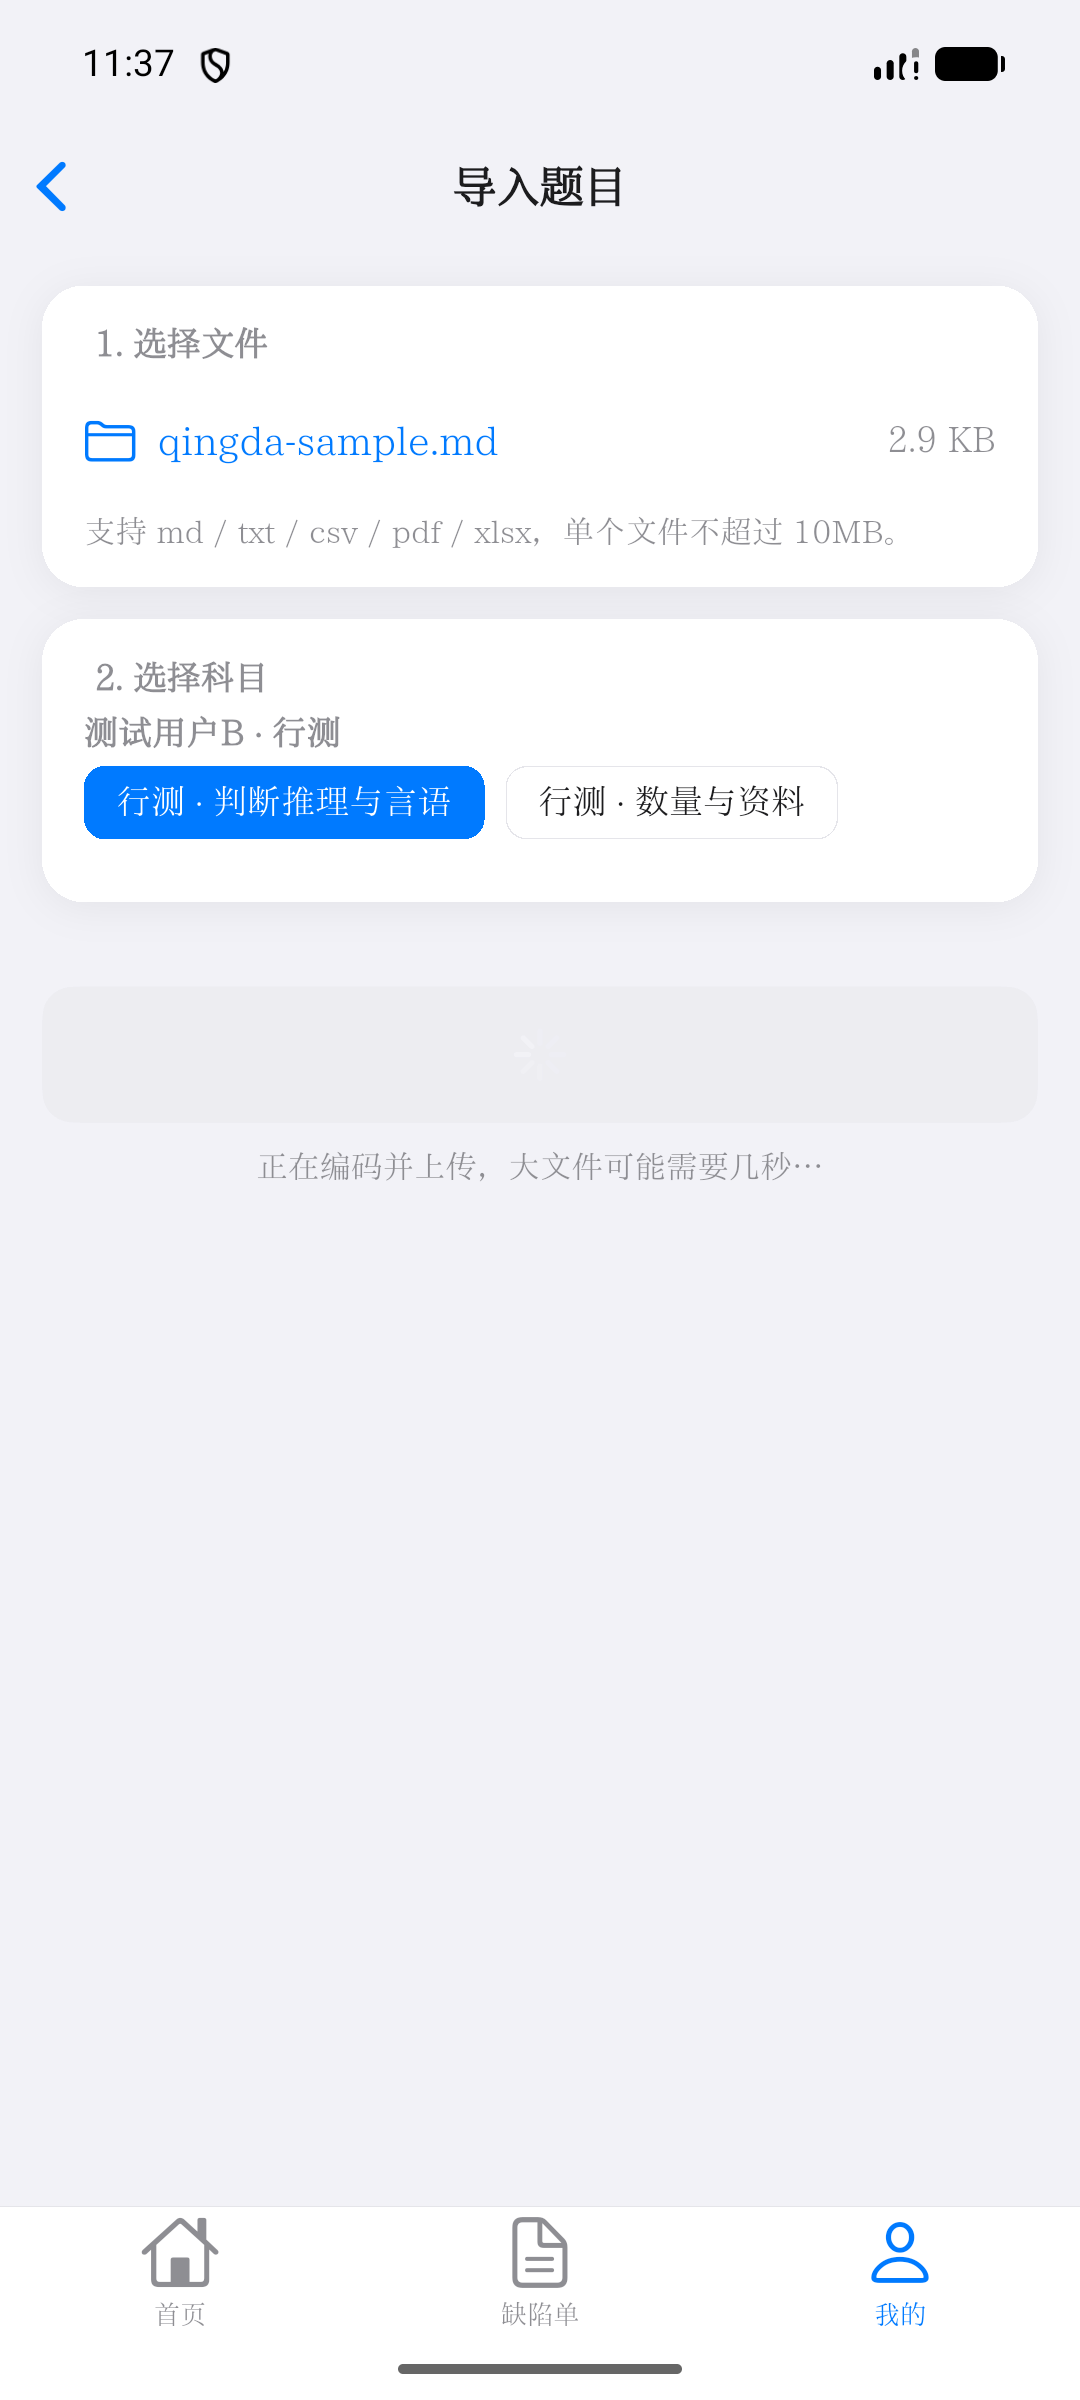 11:37
导入题目
1. 选择文件
qingda-sample.md
2.9 KB
支持 md / txt / csv / pdf / xlsx，单个文件不超过 10MB。
2. 选择科目
测试用户B · 行测
行测 · 判断推理与言语
行测 · 数量与资料
正在编码并上传，大文件可能需要几秒…
首页
缺陷单
我的